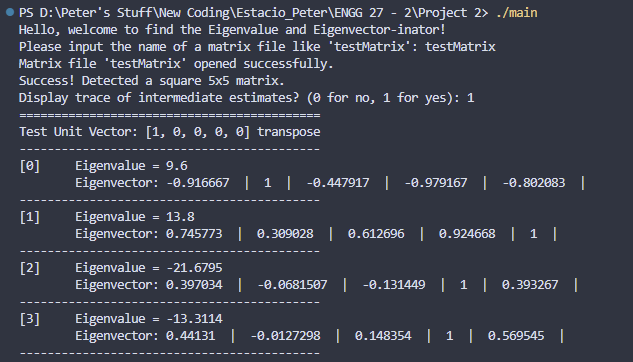 PS D:\Peter's Stuff\New Coding\Estacio_Peter\ENGG 27 - 2\Project 2> ./main
Hello, welcome to find the Eigenvalue and Eigenvector-inator!
Please input the name of a matrix file like 'testMatrix': testMatrix
Matrix file 'testMatrix' opened successfully.
Success! Detected a square 5x5 matrix.
Display trace of intermediate estimates? (0 for no, 1 for yes): 1
===========================================
Test Unit Vector: [1, 0, 0, 0, 0] transpose
-------------------------------------------
[0]     Eigenvalue = 9.6
        Eigenvector: -0.916667  |  1  |  -0.447917  |  -0.979167  |  -0.802083  |
-------------------------------------------
[1]     Eigenvalue = 13.8
        Eigenvector: 0.745773  |  0.309028  |  0.612696  |  0.924668  |  1  |
-------------------------------------------
[2]     Eigenvalue = -21.6795
        Eigenvector: 0.397034  |  -0.0681507  |  -0.131449  |  1  |  0.393267  |
-------------------------------------------
[3]     Eigenvalue = -13.3114
        Eigenvector: 0.44131  |  -0.0127298  |  0.148354  |  1  |  0.569545  |
-------------------------------------------